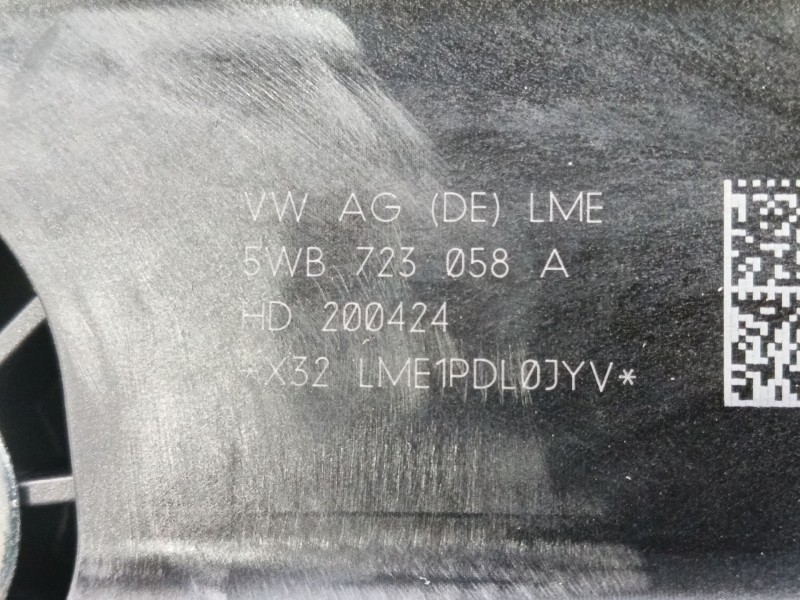 VW AG (DE) LME
5WB 723 058 A
HD 200424
*X32 LME1PDL0JYV*